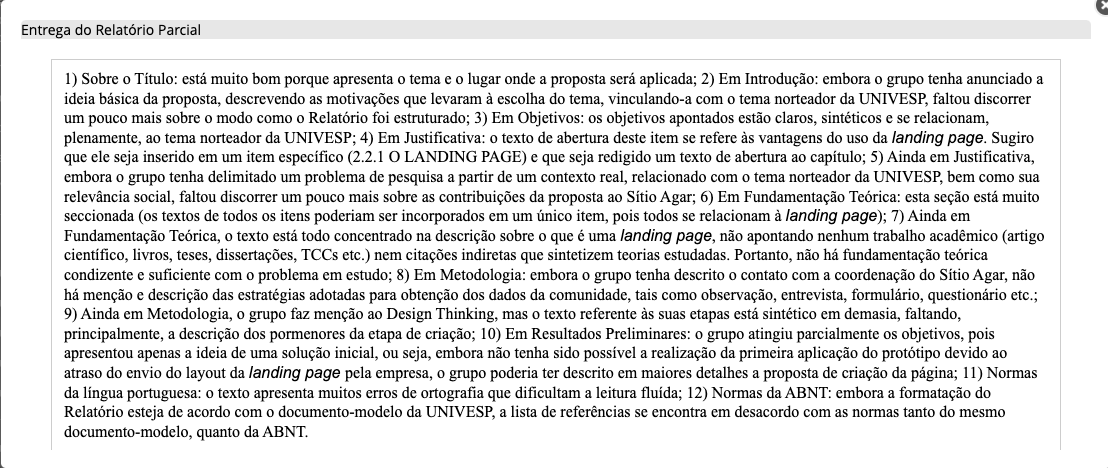 Entrega do Relatório Parcial
1) Sobre o Título: está muito bom porque apresenta o tema e o lugar onde a proposta será aplicada; 2) Em Introdução: embora o grupo tenha anunciado a
ideia básica da proposta, descrevendo as motivações que levaram à escolha do tema, vinculando-a com o tema norteador da UNIVESP, faltou discorrer
um pouco mais sobre o modo como o Relatório foi estruturado; 3) Em Objetivos: os objetivos apontados estão claros, sintéticos e se relacionam,
plenamente, ao tema norteador da UNIVESP; 4) Em Justificativa: o texto de abertura deste item se refere às vantagens do uso da landing page. Sugiro
que ele seja inserido em um item específico (2.2.1 O LANDING PAGE) e que seja redigido um texto de abertura ao capítulo; 5) Ainda em Justificativa,
embora o grupo tenha delimitado um problema de pesquisa a partir de um contexto real, relacionado com o tema norteador da UNIVESP, bem como sua
relevância social, faltou discorrer um pouco mais sobre as contribuições da proposta ao Sítio Agar; 6) Em Fundamentação Teórica: esta seção está muito
seccionada (os textos de todos os itens poderiam ser incorporados em um único item, pois todos se relacionam à landing page); 7) Ainda em
Fundamentação Teórica, o texto está todo concentrado na descrição sobre o que é uma landing page, não apontando nenhum trabalho acadêmico (artigo
científico, livros, teses, dissertações, TCCs etc.) nem citações indiretas que sintetizem teorias estudadas. Portanto, não há fundamentação teórica
condizente e suficiente com o problema em estudo; 8) Em Metodologia: embora o grupo tenha descrito o contato com a coordenação do Sítio Agar, não
há menção e descrição das estratégias adotadas para obtenção dos dados da comunidade, tais como observação, entrevista, formulário, questionário etc.;
9) Ainda em Metodologia, o grupo faz menção ao Design Thinking, mas o texto referente às suas etapas está sintético em demasia, faltando,
principalmente, a descrição dos pormenores da etapa de criação; 10) Em Resultados Preliminares: o grupo atingiu parcialmente os objetivos, pois
apresentou apenas a ideia de uma solução inicial, ou seja, embora não tenha sido possível a realização da primeira aplicação do protótipo devido ao
atraso do envio do layout da landing page pela empresa, o grupo poderia ter descrito em maiores detalhes a proposta de criação da página; 11) Normas
da língua portuguesa: o texto apresenta muitos erros de ortografia que dificultam a leitura fluída; 12) Normas da ABNT: embora a formatação do
Relatório esteja de acordo com o documento-modelo da UNIVESP, a lista de referências se encontra em desacordo com as normas tanto do mesmo
documento-modelo, quanto da ABNT.